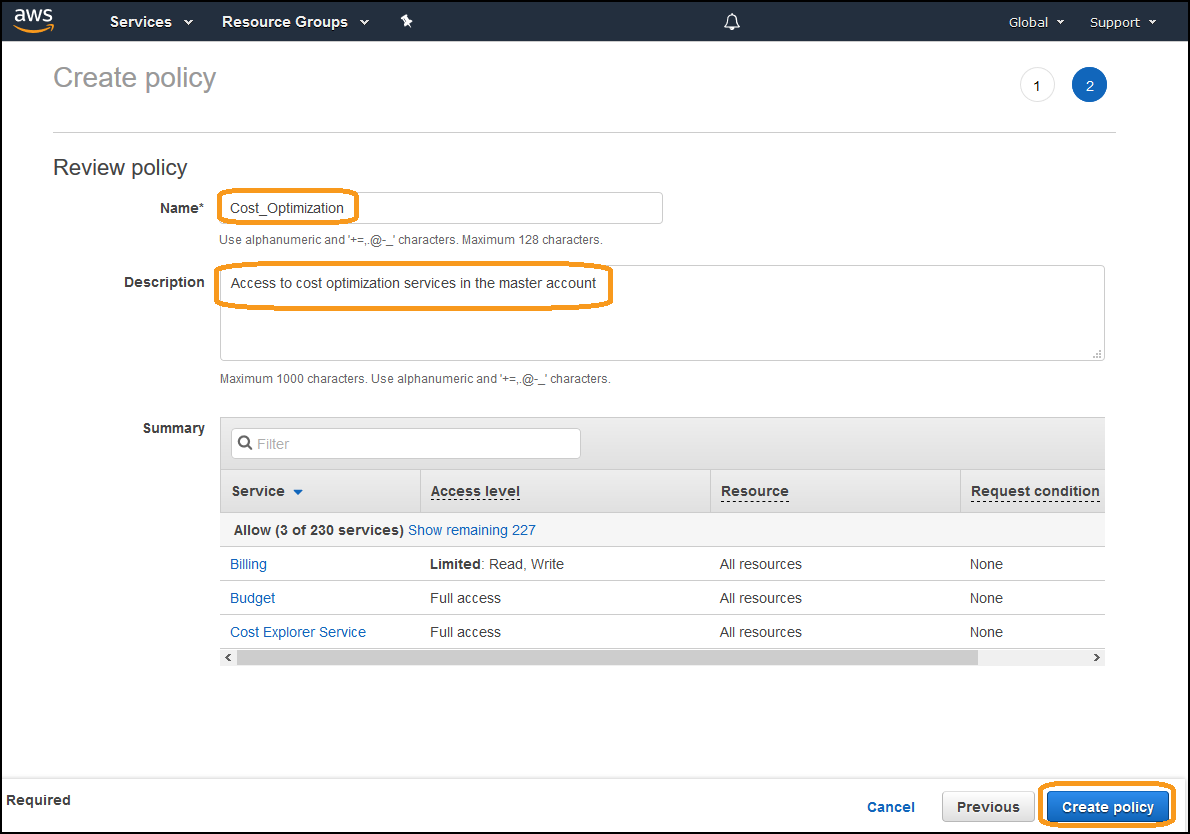 aws Services Resource Groups Global Support
Create policy 1 2
Review policy
Name* Cost_Optimization
Use alphanumeric and '+=,.@-_' characters. Maximum 128 characters.
Description Access to cost optimization services in the master account
Maximum 1000 characters. Use alphanumeric and '+=,.@-_' characters.
Summary
Filter
Service Access level Resource Request condition
Allow (3 of 230 services) Show remaining 227
Billing Limited: Read, Write All resources None
Budget Full access All resources None
Cost Explorer Service Full access All resources None
Required
Cancel Previous Create policy